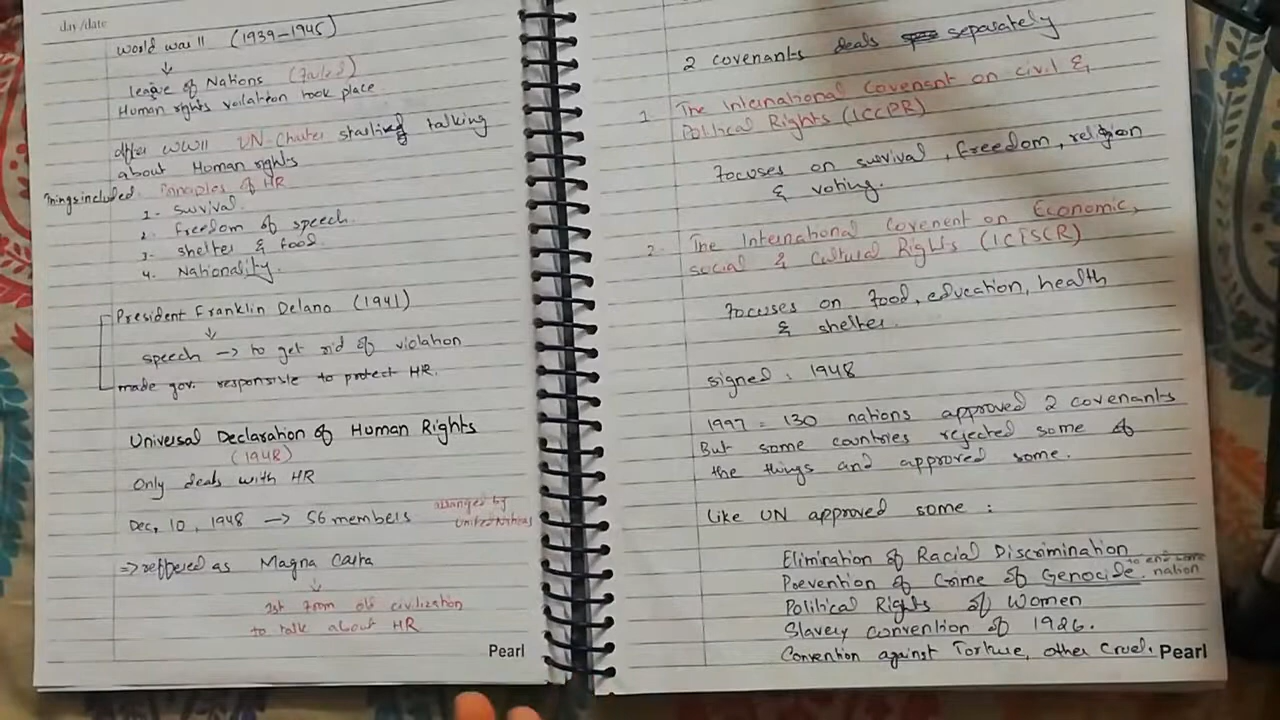 day/date
world war II (1939-1945)
↓
league of Nations (Failed)
Human rights voilation took place.
After WWII UN-Charter started talking
about Human rights
Things included. Principles of HR
1- Survival.
2- Freedom of speech.
3- shelter & food.
4. Nationality.
President Franklin Delano (1941)
↓
speech → to get rid of violation
made gov. responsible to protect HR.
Universal Declaration of Human Rights
(1948)
Only deals with HR
Dec, 10, 1948 → 56 members
arranged by
United Nations
⇒ reffered as Magna Carta
↓
1st from old civilization
to talk about HR
Pearl
2 covenants deals separately
1 The International Covenant on civil &
Political Rights (ICCPR)
Focuses on survival, freedom, religion
& voting.
2- The International Covenent on Economic,
social & Cultural Rights (ICESCR)
Focuses on Food, education, health
& shelter.
signed : 1948
1997 = 130 nations approved 2 covenants
But some countries rejected some of
the things and approved some.
Like UN approved some :
Elimination of Racial Discrimination
Prevention of Crime of Genocide to end some nation
Political Rights of Women
Slavery convention of 1926.
Convention against Torture, other cruel.
Pearl